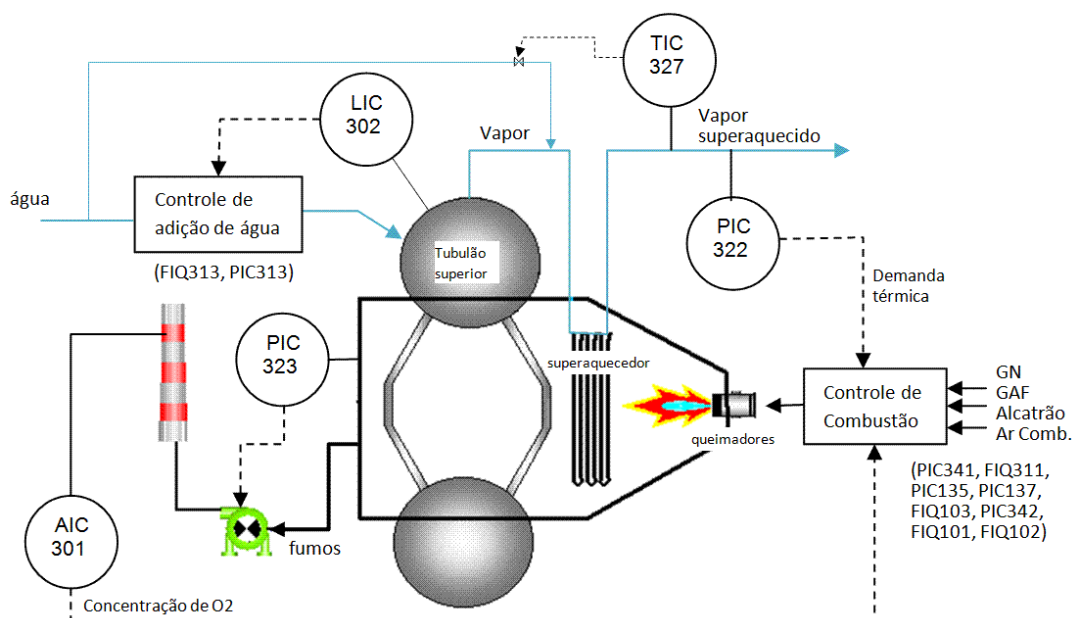 TIC
327
LIC
302
Vapor
Vapor
superaquecido
água
Controle de
adição de água
(FIQ313, PIC313)
Tubulão
superior
PIC
322
Demanda
térmica
PIC
323
superaquecedor
queimadores
Controle de
Combustão
GN
GAF
Alcatrão
Ar Comb.
(PIC341, FIQ311,
PIC135, PIC137,
FIQ103, PIC342,
FIQ101, FIQ102)
AIC
301
fumos
Concentração de O2